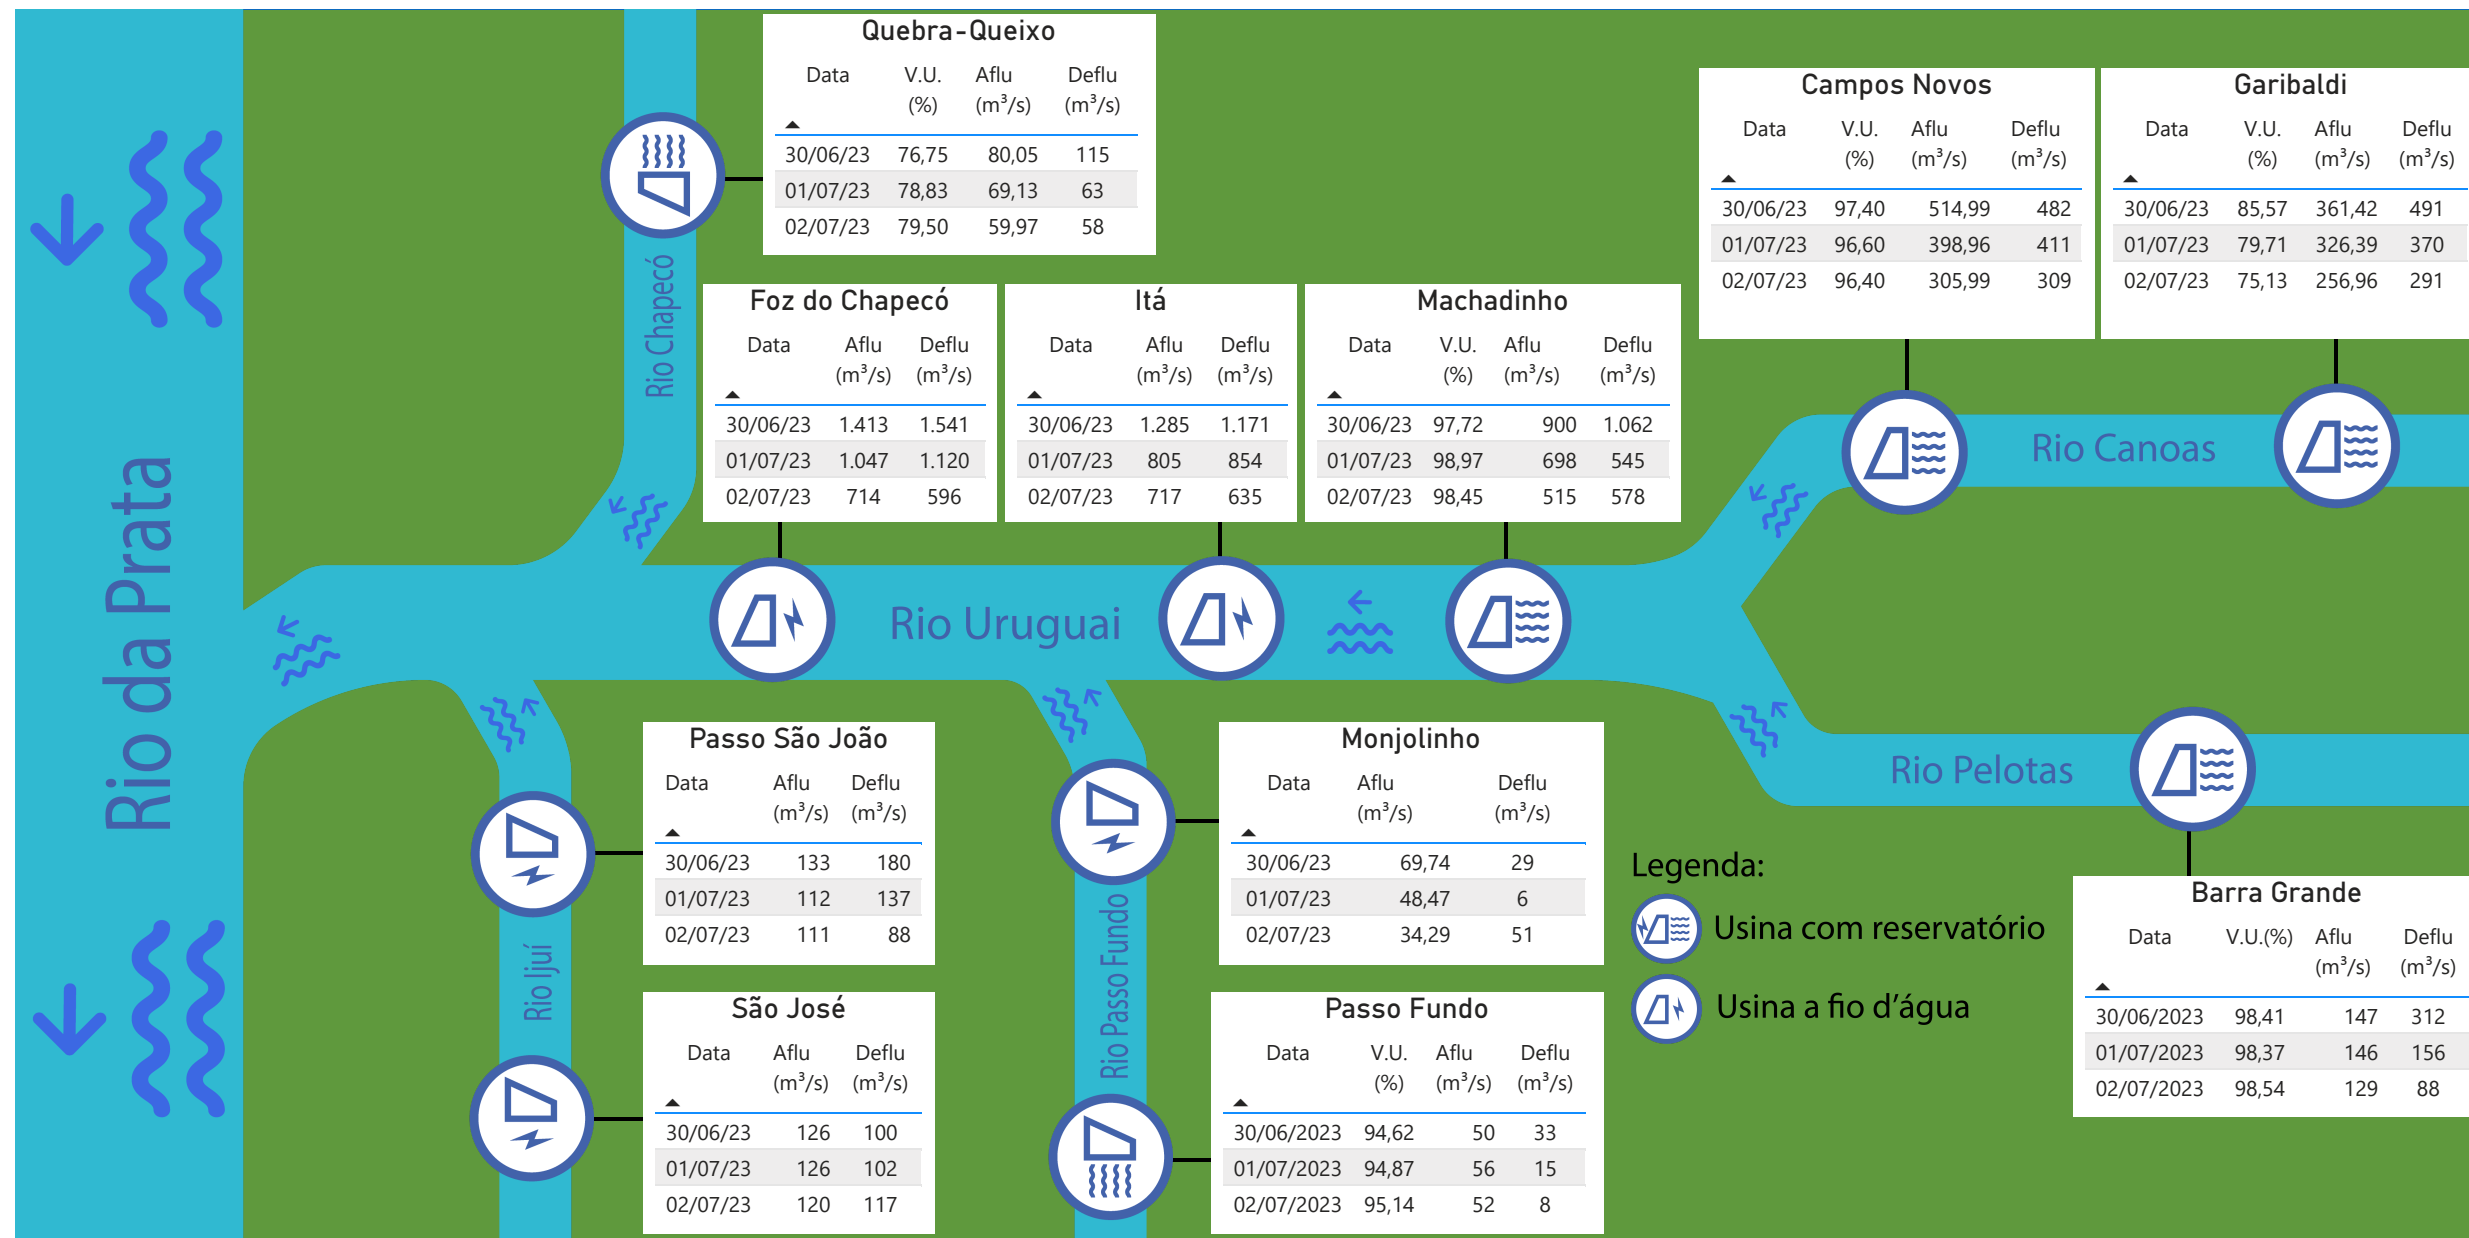 Quebra-Queixo
Data V.U. Aflu Deflu
(%) (m³/s) (m³/s)
30/06/23 76,75 80,05 115
01/07/23 78,83 69,13 63
02/07/23 79,50 59,97 58
Campos Novos
Data V.U. Aflu Deflu
(%) (m³/s) (m³/s)
30/06/23 97,40 514,99 482
01/07/23 96,60 398,96 411
02/07/23 96,40 305,99 309
Garibaldi
Data V.U. Aflu Deflu
(%) (m³/s) (m³/s)
30/06/23 85,57 361,42 491
01/07/23 79,71 326,39 370
02/07/23 75,13 256,96 291
Rio Chapecó
Foz do Chapecó
Data Aflu Deflu
(m³/s) (m³/s)
30/06/23 1.413 1.541
01/07/23 1.047 1.120
02/07/23 714 596
Itá
Data Aflu Deflu
(m³/s) (m³/s)
30/06/23 1.285 1.171
01/07/23 805 854
02/07/23 717 635
Machadinho
Data V.U. Aflu Deflu
(%) (m³/s) (m³/s)
30/06/23 97,72 900 1.062
01/07/23 98,97 698 545
02/07/23 98,45 515 578
Rio Canoas
Rio da Prata
Rio Uruguai
Rio Pelotas
Passo São João
Data Aflu Deflu
(m³/s) (m³/s)
30/06/23 133 180
01/07/23 112 137
02/07/23 111 88
Monjolinho
Data Aflu Deflu
(m³/s) (m³/s)
30/06/23 69,74 29
01/07/23 48,47 6
02/07/23 34,29 51
Legenda:
Usina com reservatório
Usina a fio d'água
Barra Grande
Data V.U.(%) Aflu Deflu
(m³/s) (m³/s)
30/06/2023 98,41 147 312
01/07/2023 98,37 146 156
02/07/2023 98,54 129 88
Rio Ijuí
Rio Passo Fundo
São José
Data Aflu Deflu
(m³/s) (m³/s)
30/06/23 126 100
01/07/23 126 102
02/07/23 120 117
Passo Fundo
Data V.U. Aflu Deflu
(%) (m³/s) (m³/s)
30/06/2023 94,62 50 33
01/07/2023 94,87 56 15
02/07/2023 95,14 52 8